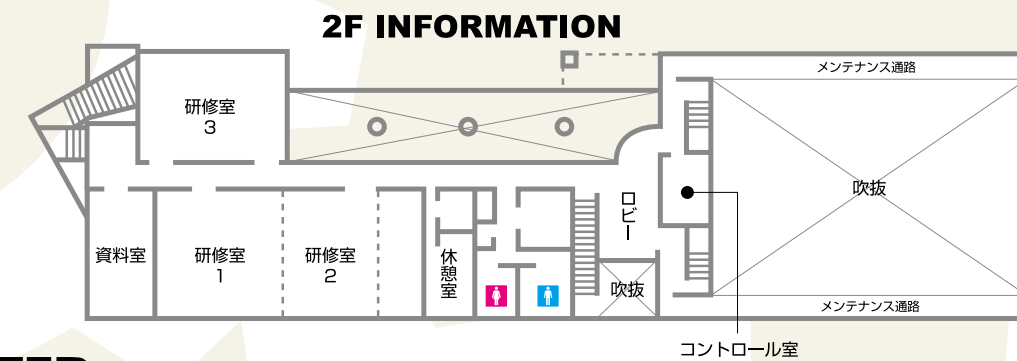 2F INFORMATION
メンテナンス通路
研修室
3
吹抜
ロビー
資料室
研修室
1
研修室
2
休憩室
吹抜
メンテナンス通路
コントロール室